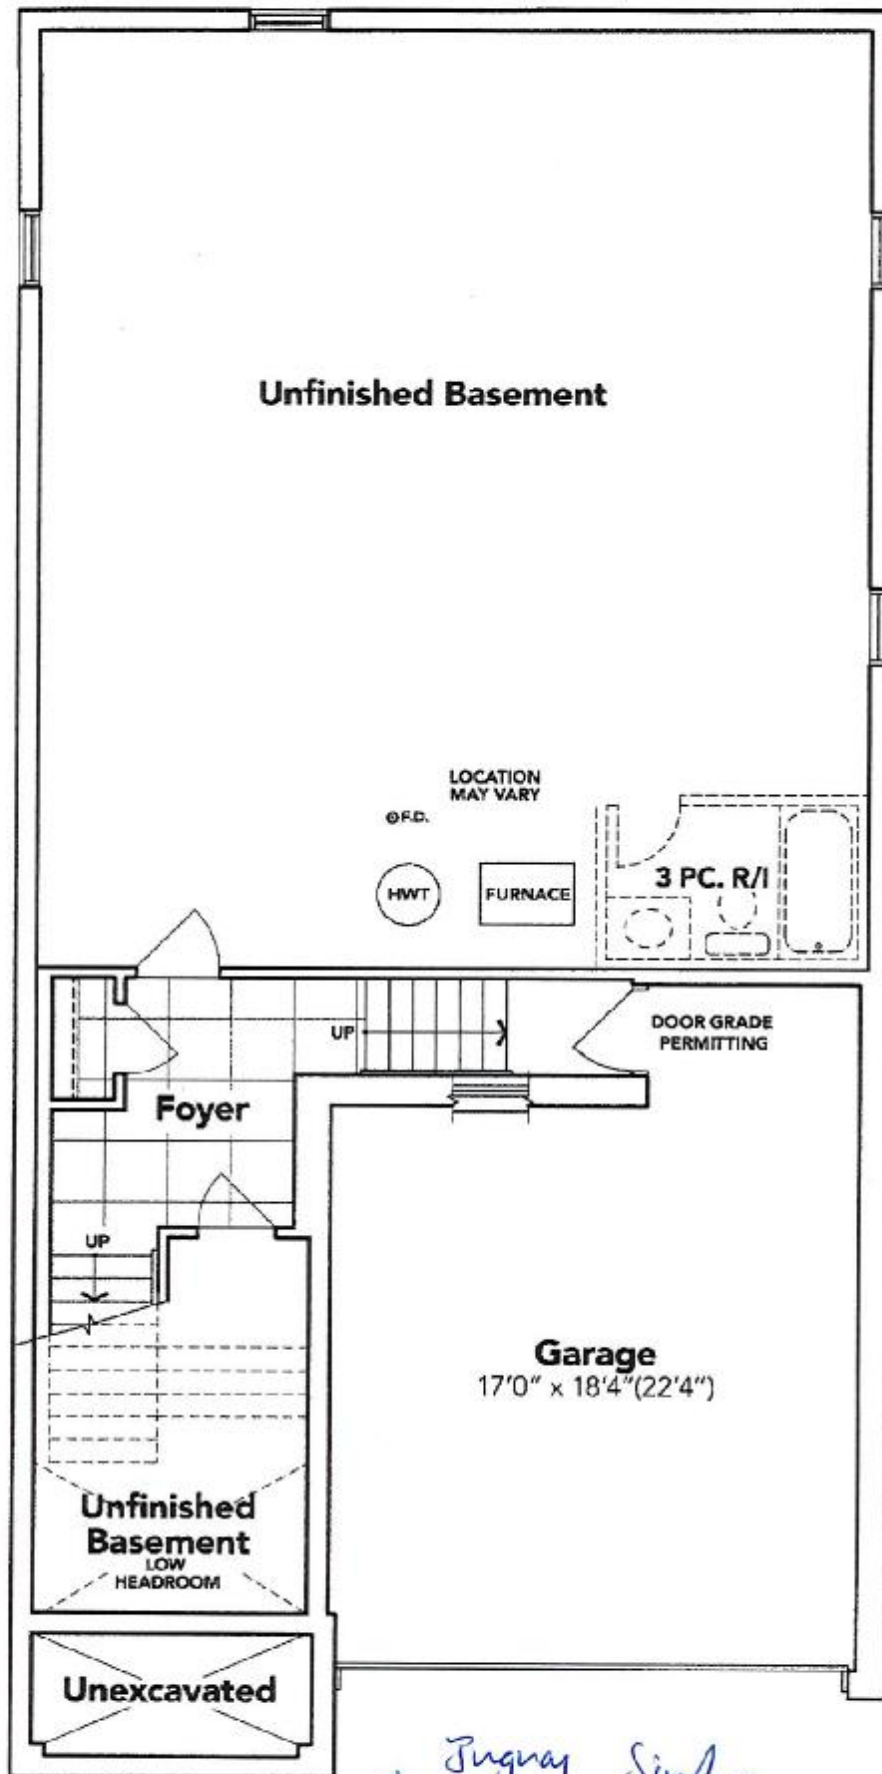 Unfinished Basement
LOCATION
MAY VARY
F.D.
HWT
FURNACE
3 PC. R/I
UP
DOOR GRADE
PERMITTING
Foyer
UP
Garage
17'0" x 18'4"(22'4")
Unfinished
Basement
LOW
HEADROOM
Unexcavated